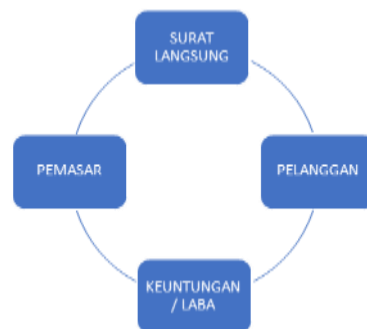 SURAT
LANGSUNG
PEMASAR
PELANGGAN
KEUNTUNGAN
/ LABA